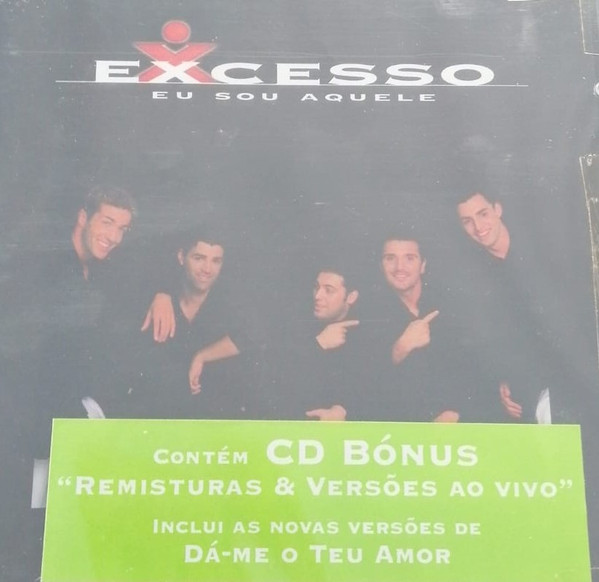 EXCESSO
EU SOU AQUELE
CONTÉM CD BÓNUS
“REMISTURAS & VERSÕES AO VIVO”
INCLUI AS NOVAS VERSÕES DE
DÁ-ME O TEU AMOR